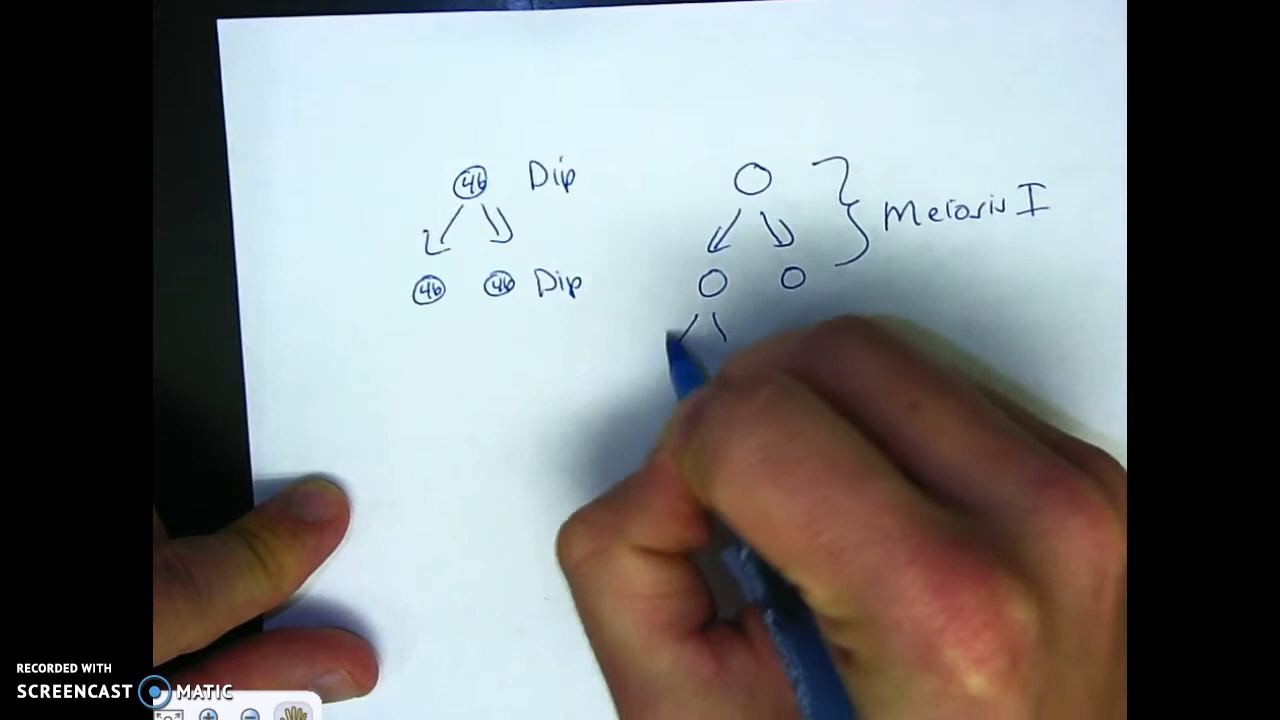 46 Dip
46 46 Dip
Meiosis I
RECORDED WITH
SCREENCAST MATIC